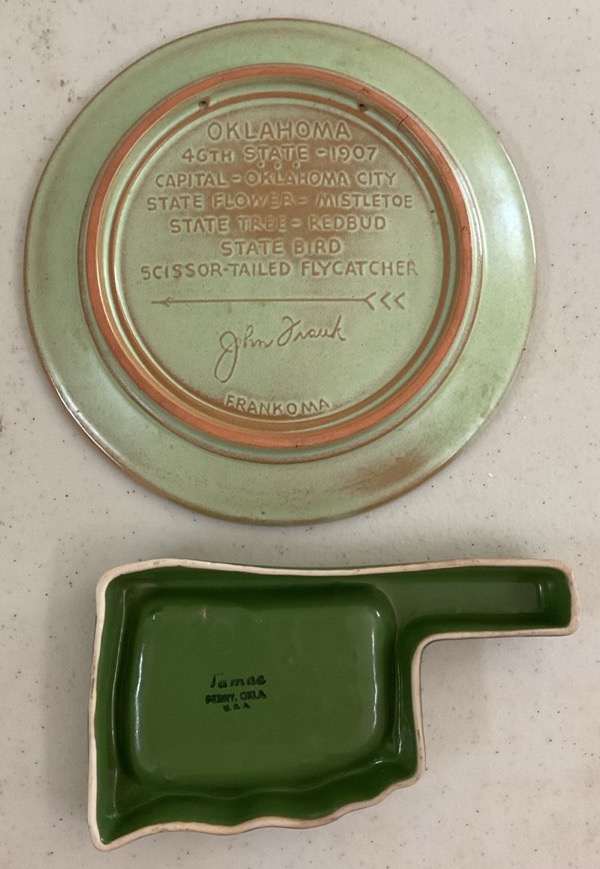 OKLAHOMA
46TH STATE - 1907
CAPITAL - OKLAHOMA CITY
STATE FLOWER - MISTLETOE
STATE TREE - REDBUD
STATE BIRD
SCISSOR-TAILED FLYCATCHER
John Frank
FRANKOMA
Tamac
PERRY, OKLA
U.S.A.